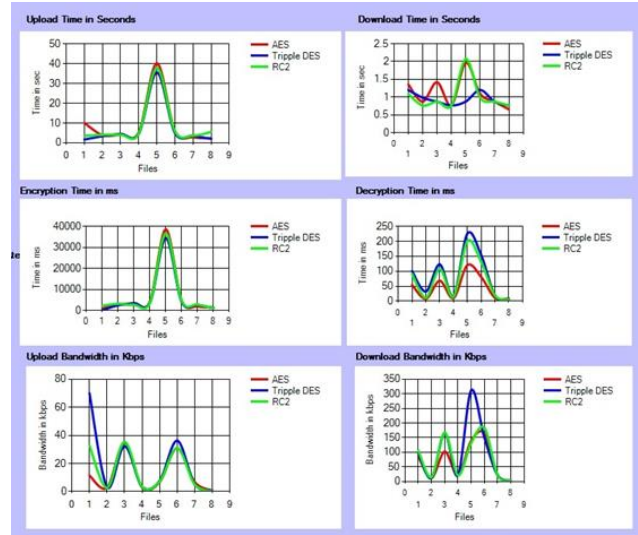 Upload Time in Seconds
Time in sec
50
40
30
20
10
0
0 1 2 3 4 5 6 7 8 9
Files
AES
Tripple DES
RC2
Download Time in Seconds
Time in sec
2.5
2
1.5
1
0.5
0
0 1 2 3 4 5 6 7 8 9
Files
AES
Tripple DES
RC2
Encryption Time in ms
Time in ms
40000
30000
20000
10000
0
0 1 2 3 4 5 6 7 8 9
Files
AES
Tripple DES
RC2
Decryption Time in ms
Time in ms
250
200
150
100
50
0
0 1 2 3 4 5 6 7 8 9
Files
AES
Tripple DES
RC2
Upload Bandwidth in Kbps
Bandwidth in kbps
80
60
40
20
0
0 1 2 3 4 5 6 7 8 9
Files
AES
Tripple DES
RC2
Download Bandwidth in Kbps
Bandwidth in kbps
350
300
250
200
150
100
50
0
0 1 2 3 4 5 6 7 8 9
Files
AES
Tripple DES
RC2